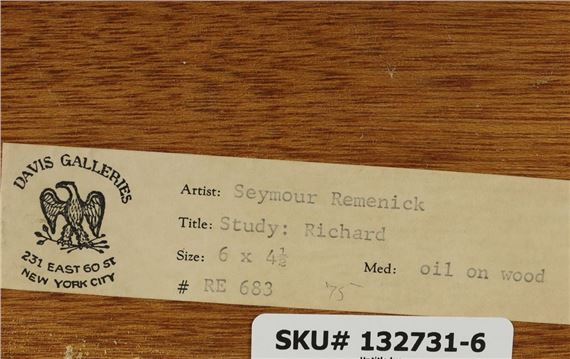 DAVIS GALLERIES
231 EAST 60 ST
NEW YORK CITY
Artist: Seymour Remenick
Title: Study: Richard
Size: 6 x 4½
Med: oil on wood
# RE 683 '75
SKU# 132731-6